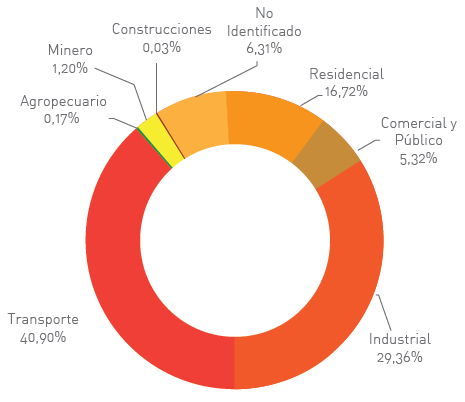 No
Identificado
6,31%
Construcciones
0,03%
Minero
1,20%
Agropecuario
0,17%
Residencial
16,72%
Comercial y
Público
5,32%
Transporte
40,90%
Industrial
29,36%